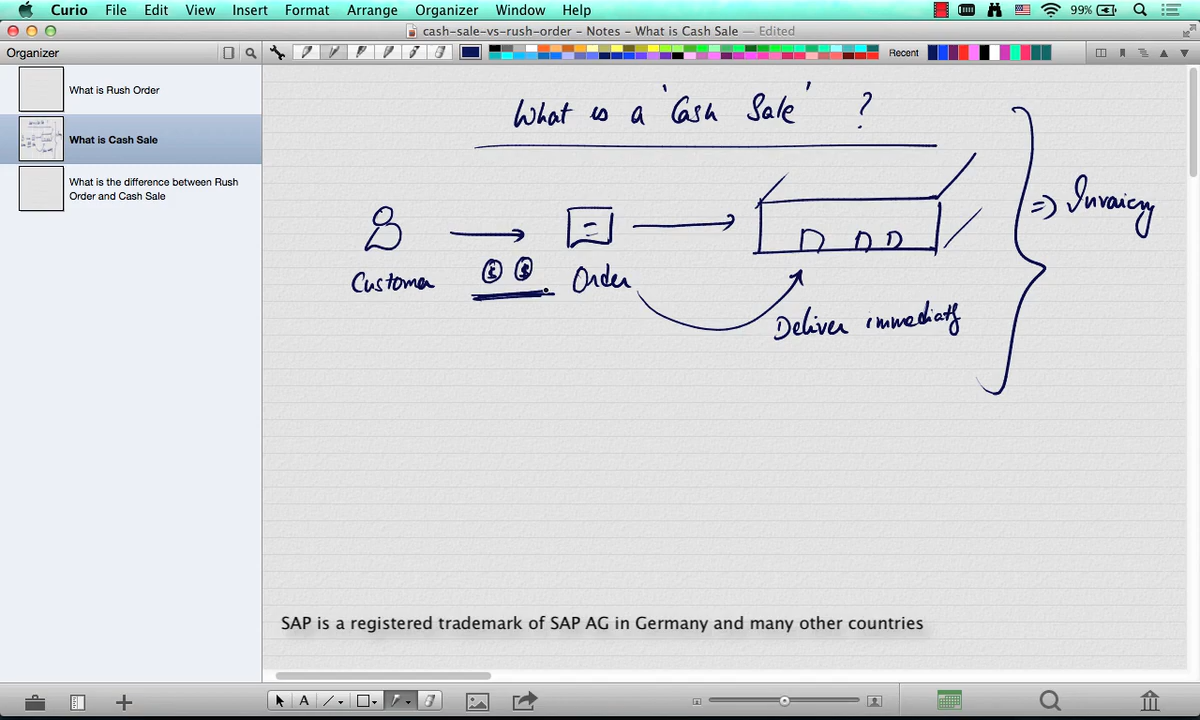 Curio File Edit View Insert Format Arrange Organizer Window Help 99%
cash-sale-vs-rush-order - Notes - What is Cash Sale — Edited
Organizer
Recent
What is Rush Order
What is Cash Sale
What is the difference between Rush
Order and Cash Sale
What is a 'Cash Sale' ?
=> Invoicing
Customer
$ $
Order
Deliver immediately
SAP is a registered trademark of SAP AG in Germany and many other countries
A